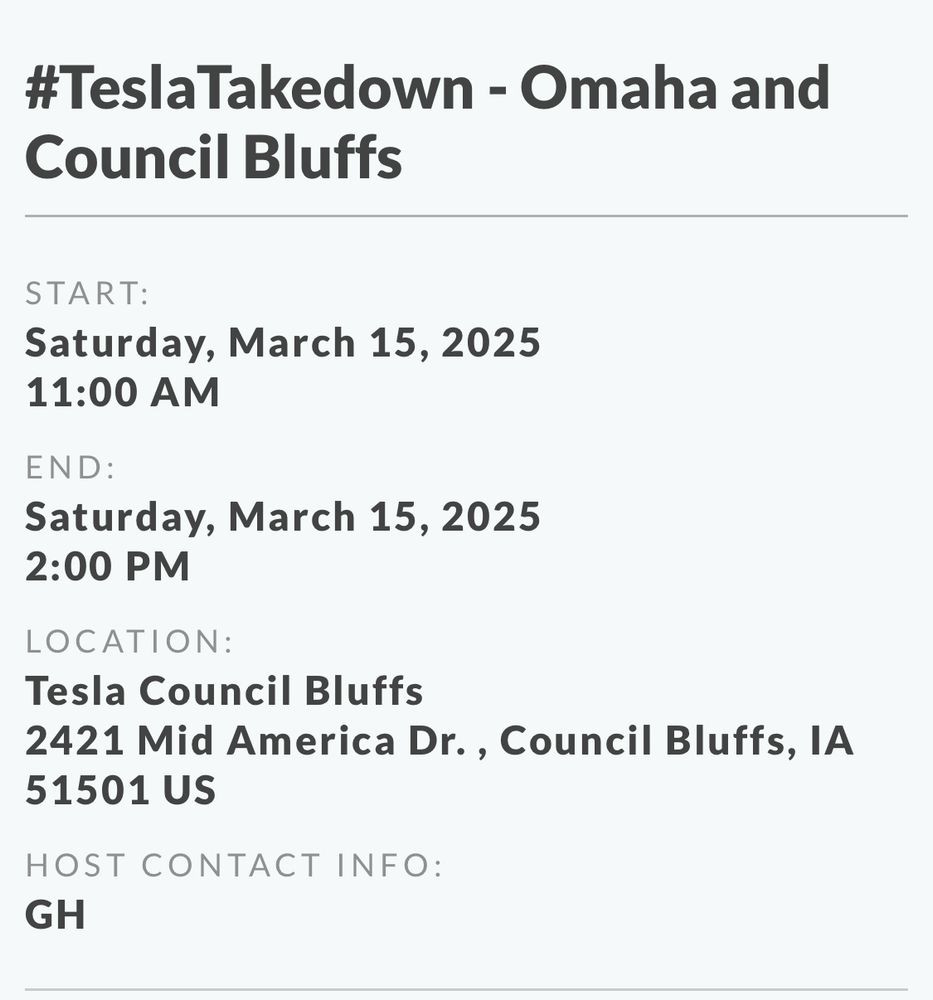 #TeslaTakedown - Omaha and
Council Bluffs
START:
Saturday, March 15, 2025
11:00 AM
END:
Saturday, March 15, 2025
2:00 PM
LOCATION:
Tesla Council Bluffs
2421 Mid America Dr. , Council Bluffs, IA
51501 US
HOST CONTACT INFO:
GH